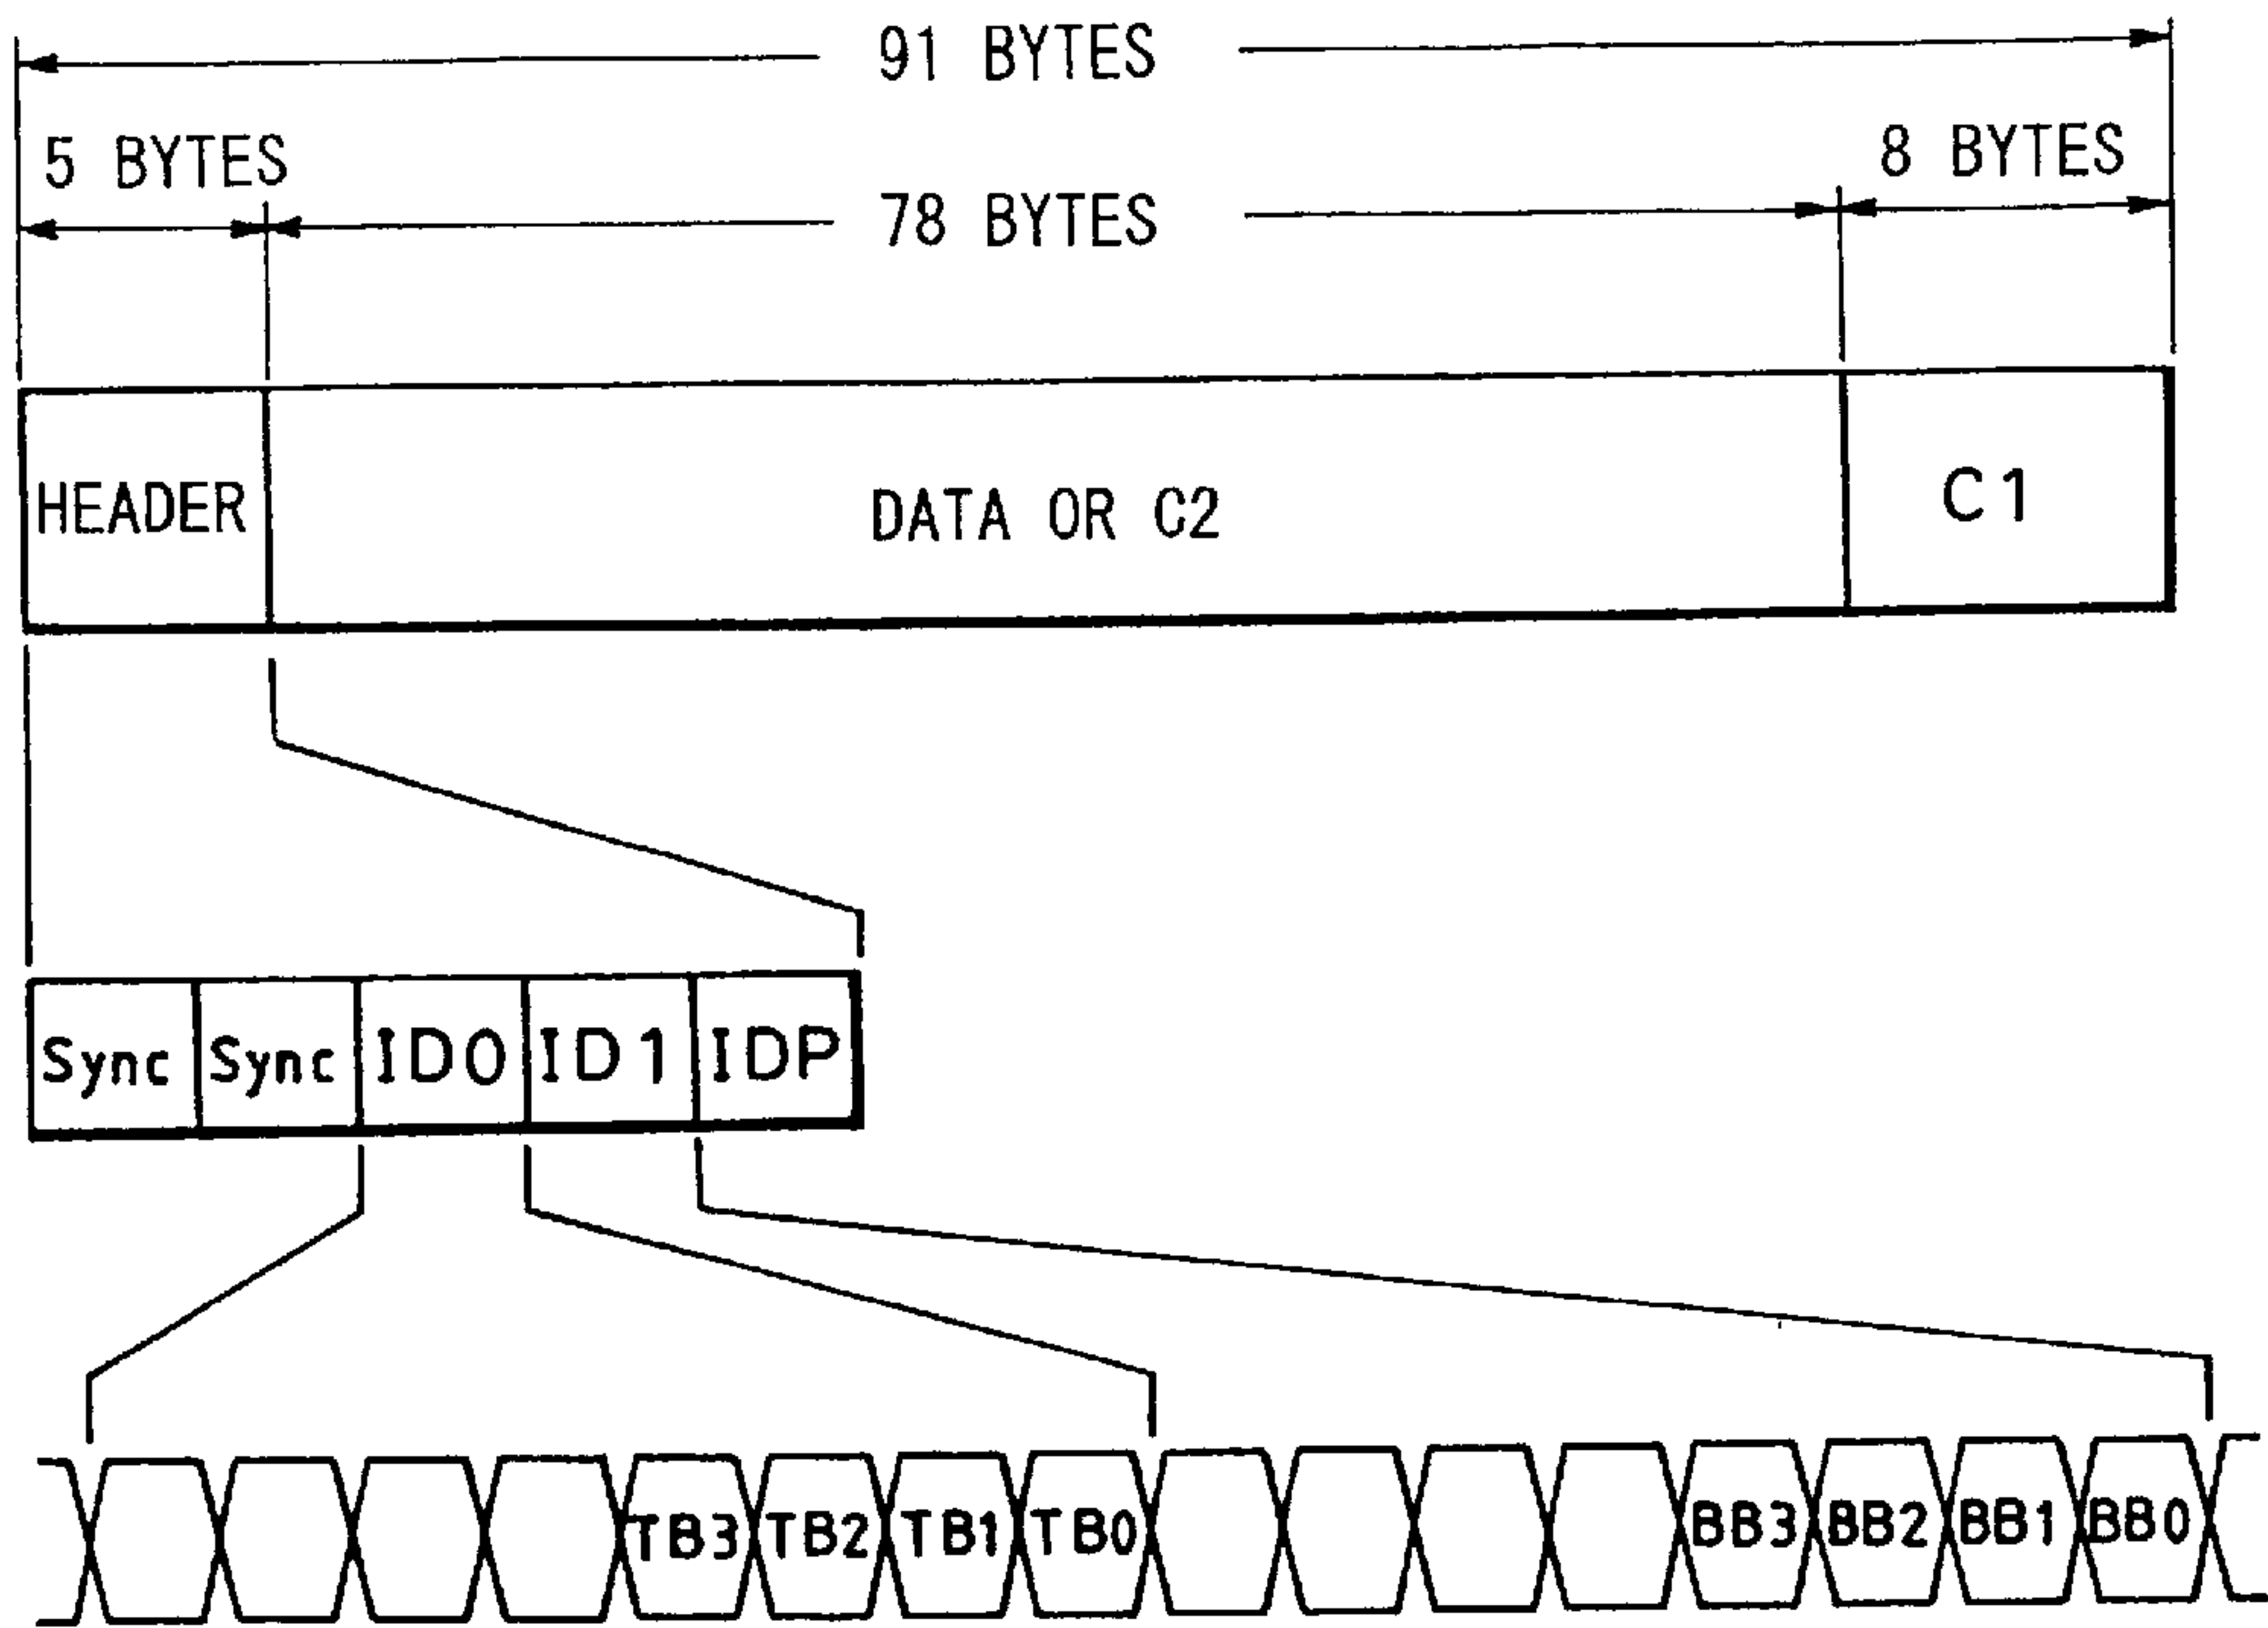 91 BYTES
5 BYTES
8 BYTES
78 BYTES
HEADER DATA OR C2 C1
Sync Sync ID0 ID1 IDP
TB3 TB2 TB1 TB0 BB3 BB2 BB1 BB0